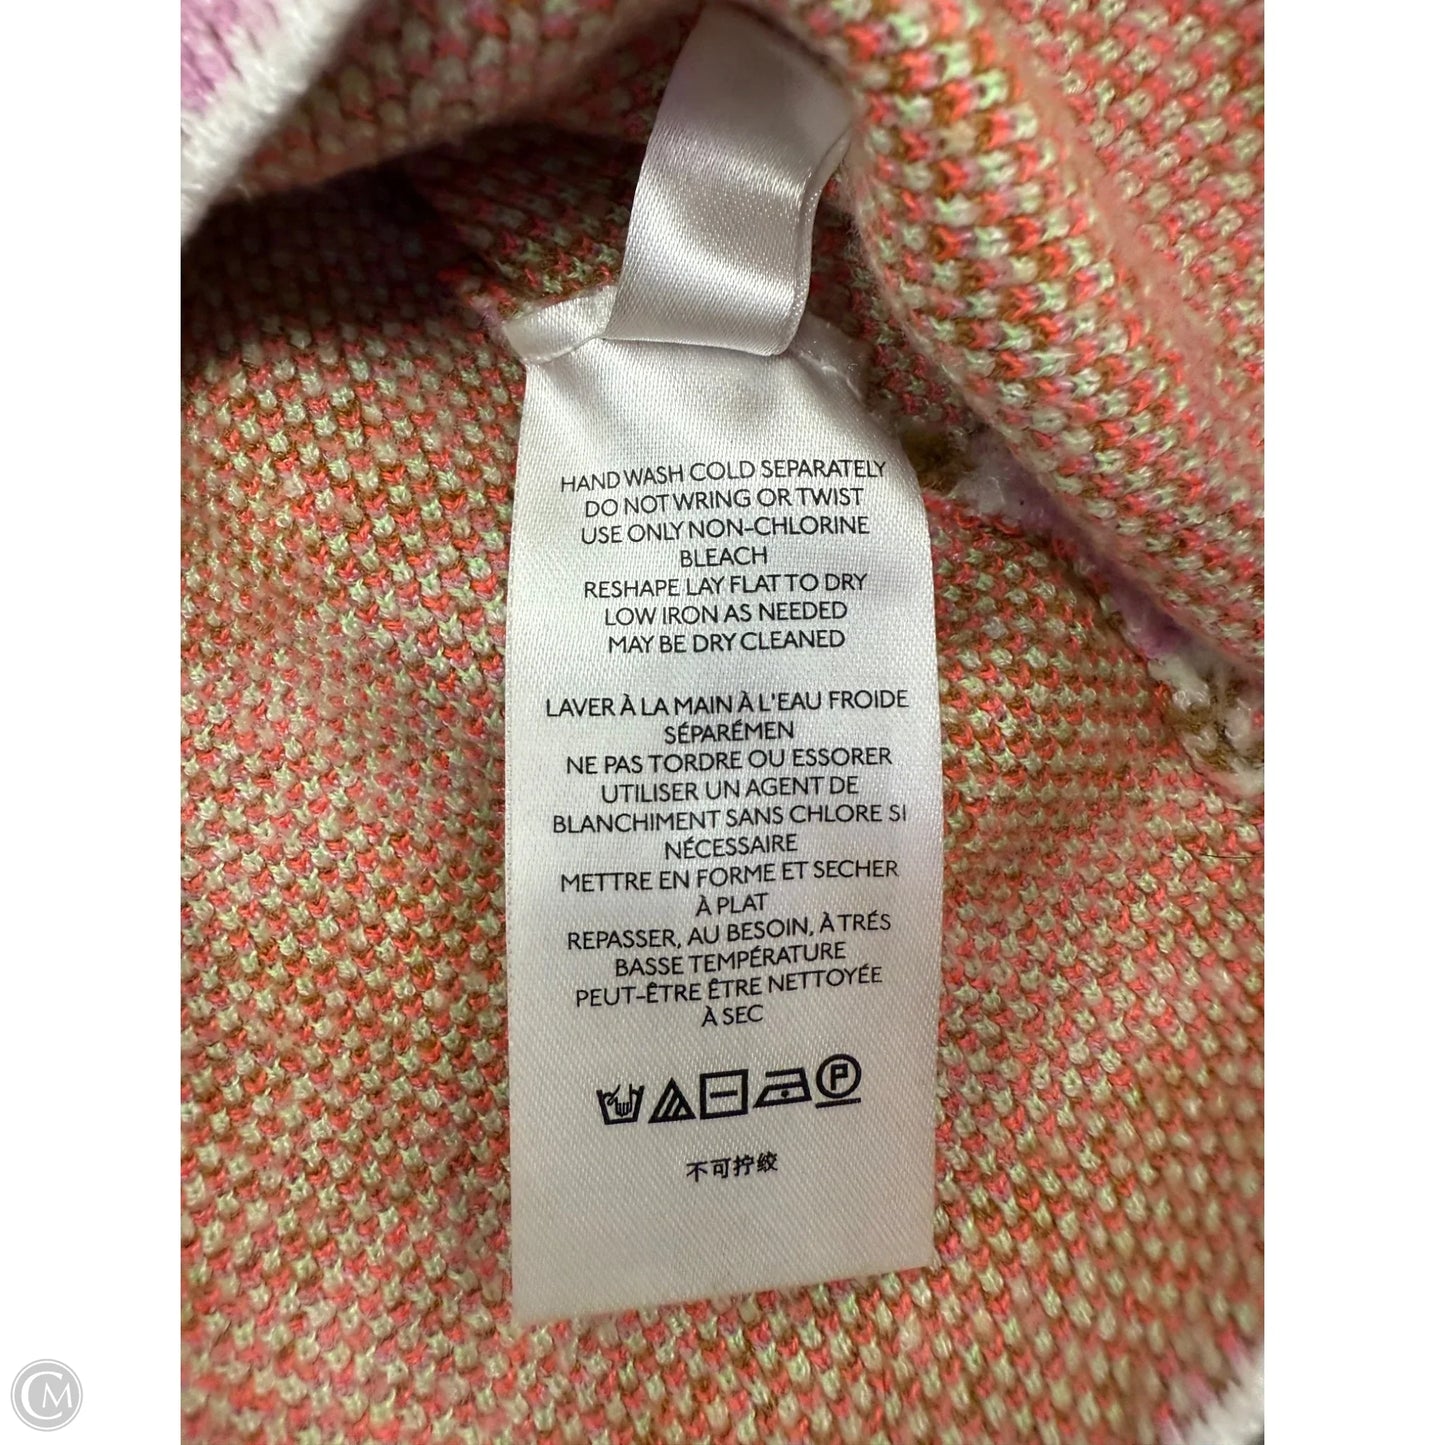 HAND WASH COLD SEPARATELY
DO NOT WRING OR TWIST
USE ONLY NON-CHLORINE
BLEACH
RESHAPE LAY FLAT TO DRY
LOW IRON AS NEEDED
MAY BE DRY CLEANED
LAVER À LA MAIN À L'EAU FROIDE
SÉPARÉMEN
NE PAS TORDRE OU ESSORER
UTILISER UN AGENT DE
BLANCHIMENT SANS CHLORE SI
NÉCESSAIRE
METTRE EN FORME ET SECHER
À PLAT
REPASSER, AU BESOIN, À TRÉS
BASSE TEMPÉRATURE
PEUT-ÊTRE ÊTRE NETTOYÉE
À SEC
P
不可拧绞
CM